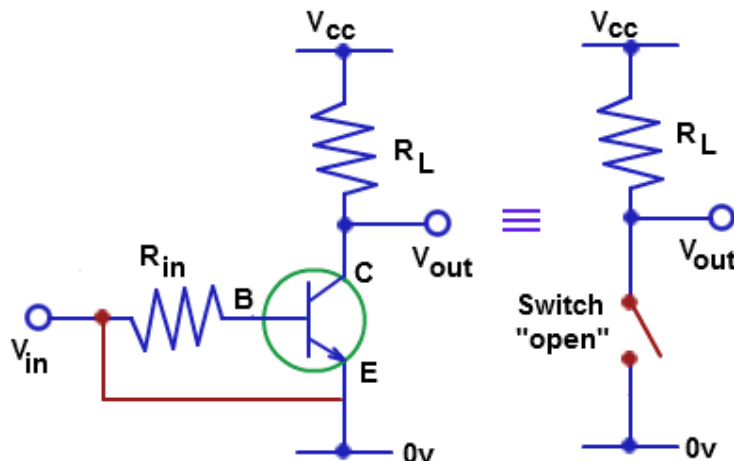 Vcc
RL
Vout
Rin
B
C
Vin
E
0v
Vcc
RL
Vout
Switch
"open"
0v